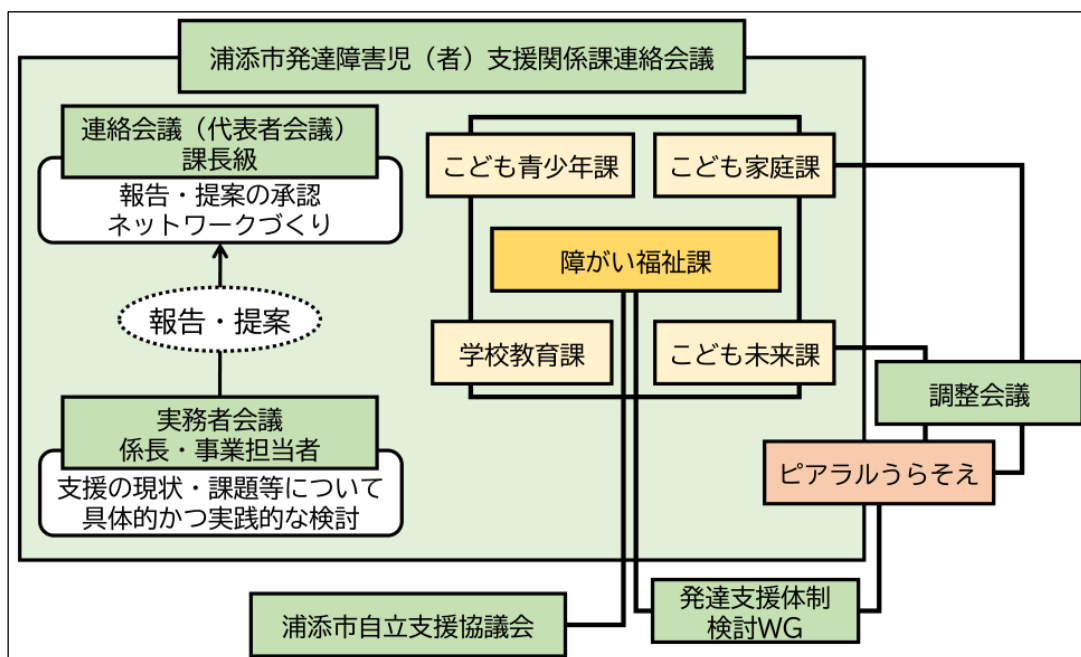 浦添市発達障害児（者）支援関係課連絡会議
連絡会議（代表者会議）
課長級
報告・提案の承認
ネットワークづくり
報告・提案
実務者会議
係長・事業担当者
支援の現状・課題等について
具体的かつ実践的な検討
こども青少年課
こども家庭課
障がい福祉課
学校教育課
こども未来課
調整会議
ピアラルうらそえ
浦添市自立支援協議会
発達支援体制
検討WG